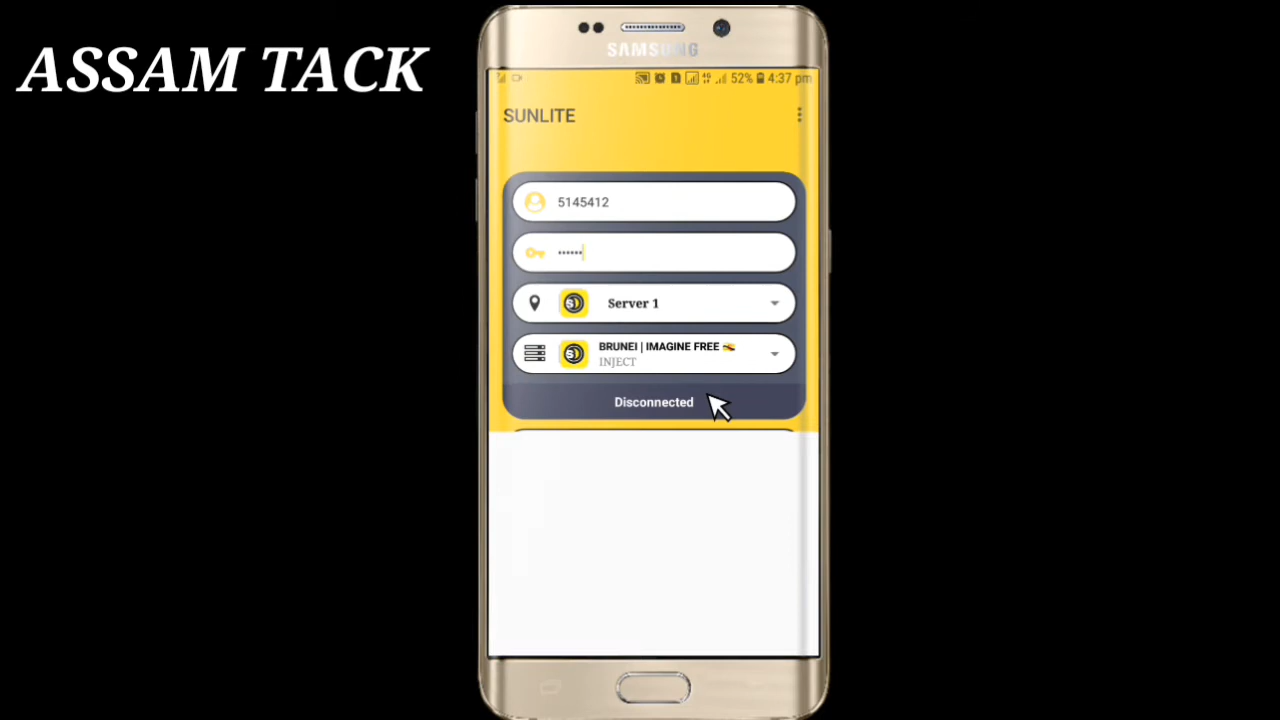 ASSAM TACK
SAMSUNG
52% 4:37 pm
SUNLITE
5145412
••••••
Server 1
BRUNEI | IMAGINE FREE
INJECT
Disconnected